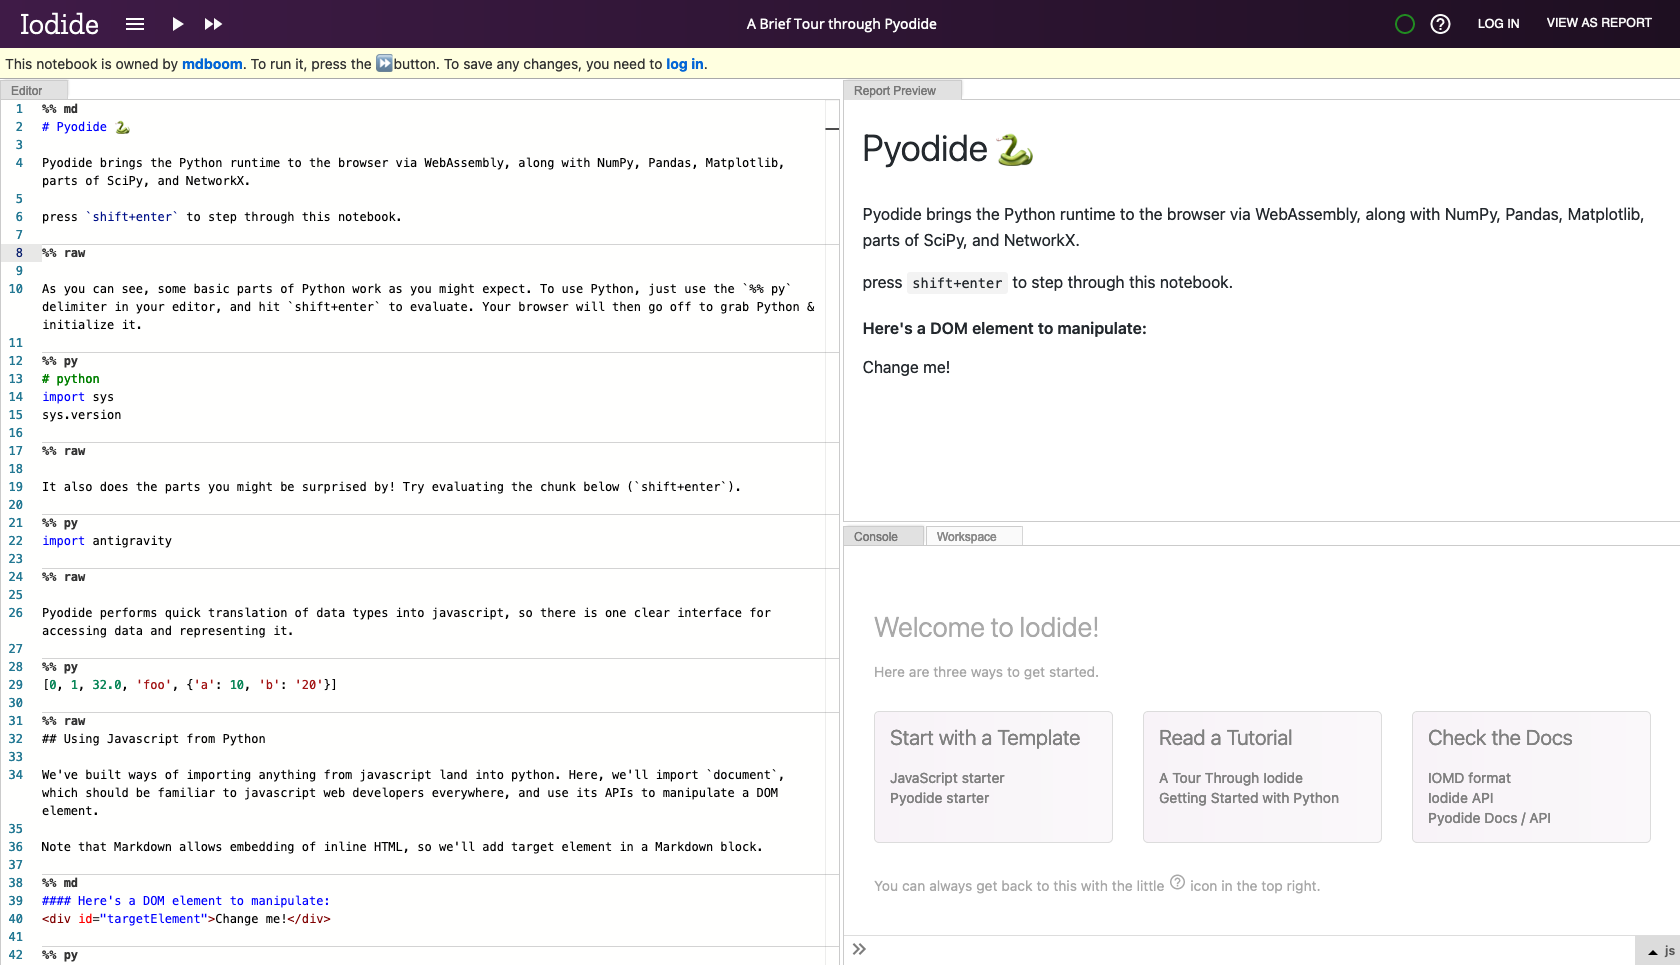 Iodide
A Brief Tour through Pyodide
LOG IN
VIEW AS REPORT
This notebook is owned by mdboom. To run it, press the ⏩button. To save any changes, you need to log in.
Editor
1 %% md
2 # Pyodide 🐍
3
4 Pyodide brings the Python runtime to the browser via WebAssembly, along with NumPy, Pandas, Matplotlib,
parts of SciPy, and NetworkX.
5
6 press `shift+enter` to step through this notebook.
7
8 %% raw
9
10 As you can see, some basic parts of Python work as you might expect. To use Python, just use the `%% py`
delimiter in your editor, and hit `shift+enter` to evaluate. Your browser will then go off to grab Python &
initialize it.
11
12 %% py
13 # python
14 import sys
15 sys.version
16
17 %% raw
18
19 It also does the parts you might be surprised by! Try evaluating the chunk below (`shift+enter`).
20
21 %% py
22 import antigravity
23
24 %% raw
25
26 Pyodide performs quick translation of data types into javascript, so there is one clear interface for
accessing data and representing it.
27
28 %% py
29 [0, 1, 32.0, 'foo', {'a': 10, 'b': '20'}]
30
31 %% raw
32 ## Using Javascript from Python
33
34 We've built ways of importing anything from javascript land into python. Here, we'll import `document`,
which should be familiar to javascript web developers everywhere, and use its APIs to manipulate a DOM
element.
35
36 Note that Markdown allows embedding of inline HTML, so we'll add target element in a Markdown block.
37
38 %% md
39 #### Here's a DOM element to manipulate:
40 <div id="targetElement">Change me!</div>
41
42 %% py
Report Preview
Pyodide 🐍
Pyodide brings the Python runtime to the browser via WebAssembly, along with NumPy, Pandas, Matplotlib,
parts of SciPy, and NetworkX.
press shift+enter to step through this notebook.
Here's a DOM element to manipulate:
Change me!
Console
Workspace
Welcome to Iodide!
Here are three ways to get started.
Start with a Template
JavaScript starter
Pyodide starter
Read a Tutorial
A Tour Through Iodide
Getting Started with Python
Check the Docs
IOMD format
Iodide API
Pyodide Docs / API
You can always get back to this with the little ? icon in the top right.
js